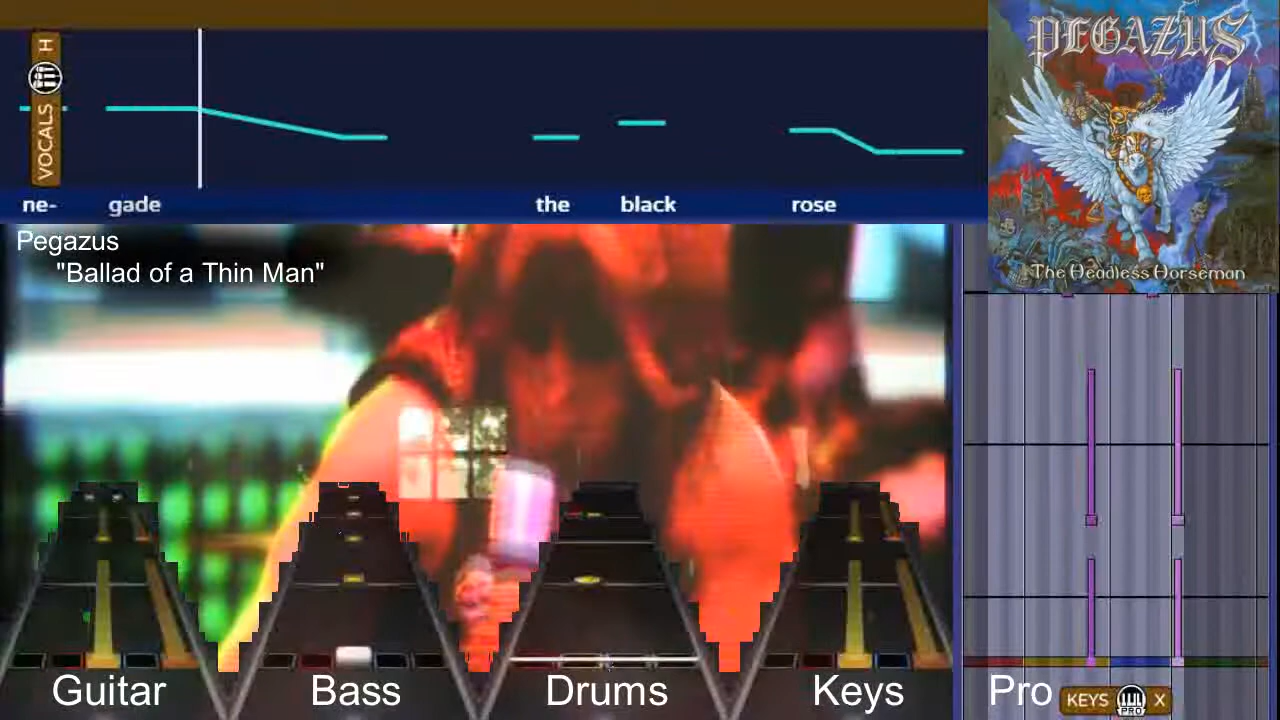 VOCALS H
ne- gade the black rose
PEGAZUS
The Headless Horseman
Pegazus
"Ballad of a Thin Man"
Guitar Bass Drums Keys Pro KEYS PRO X